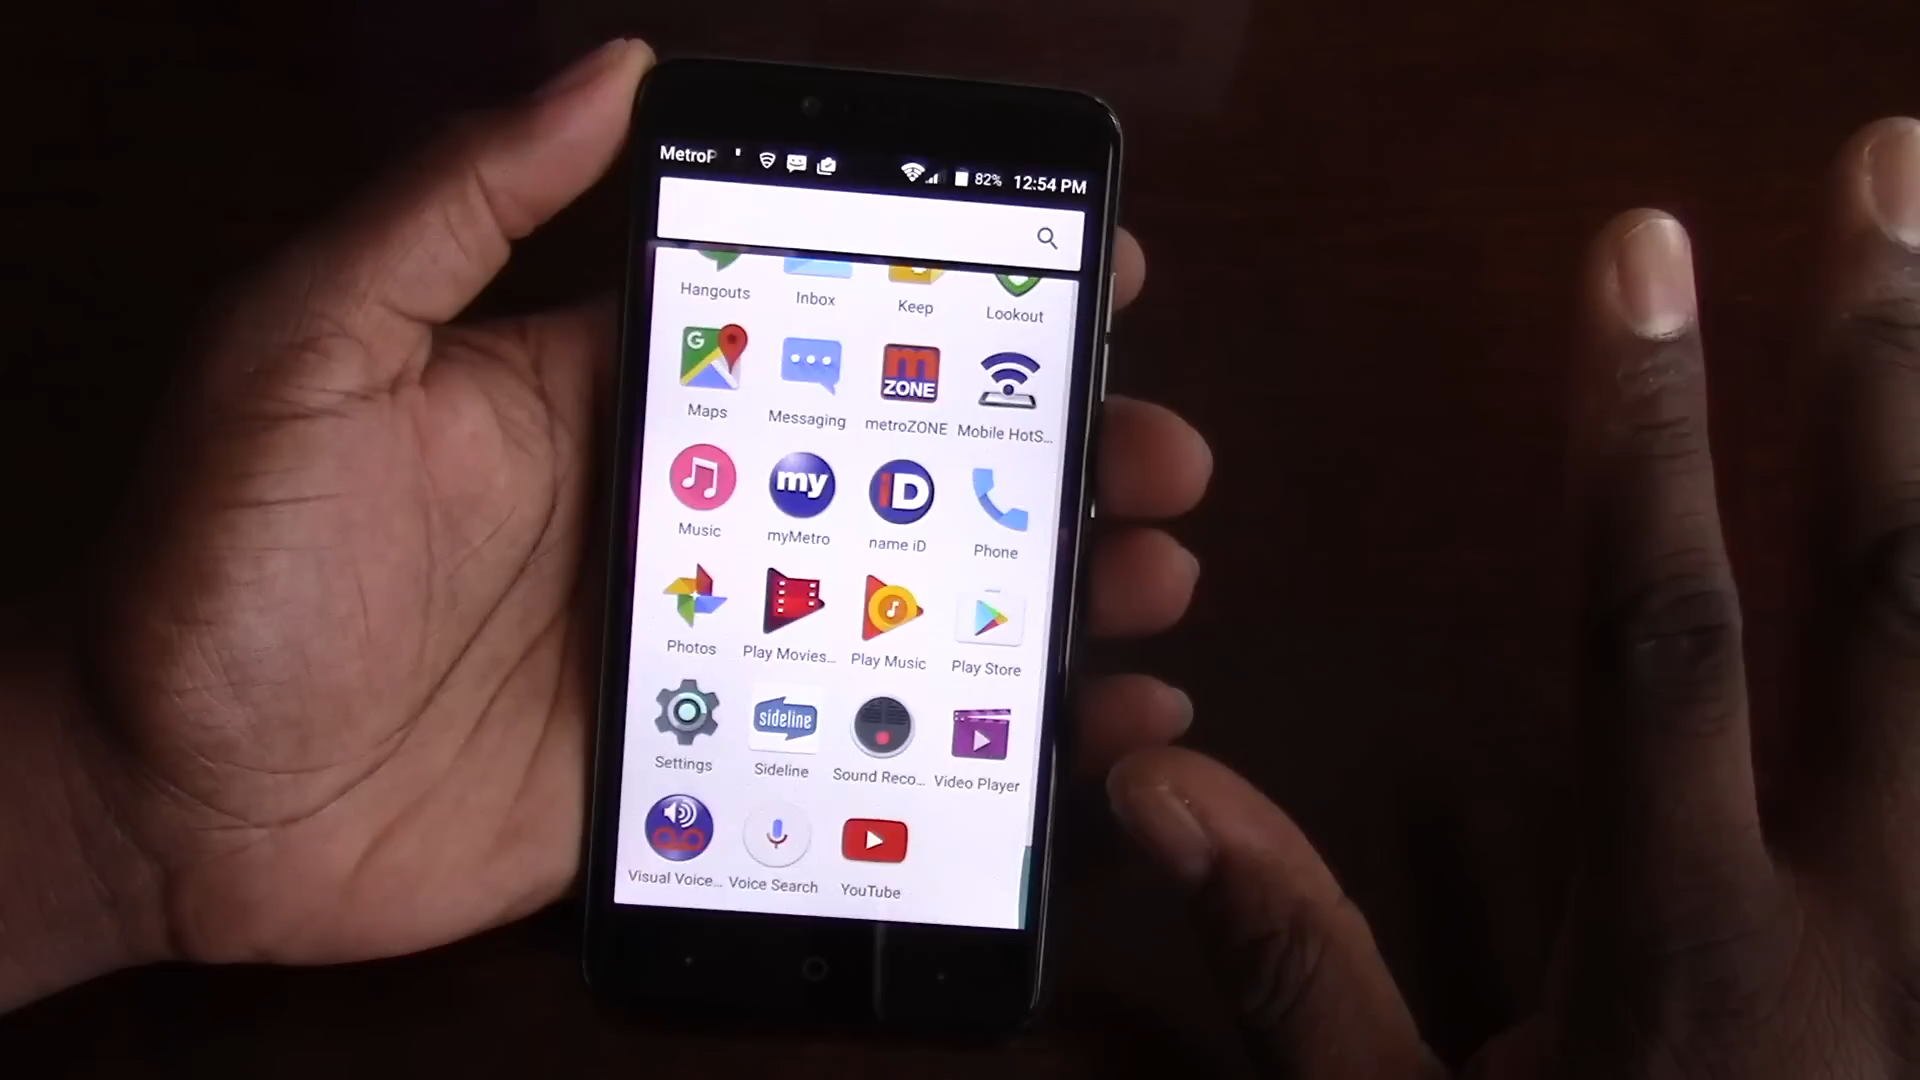 MetroP
82% 12:54 PM
Hangouts Inbox Keep Lookout
G
m
ZONE
Maps Messaging metroZONE Mobile HotS...
my iD
Music myMetro name iD Phone
Photos Play Movies... Play Music Play Store
sideline
Settings Sideline Sound Reco... Video Player
Visual Voice... Voice Search YouTube